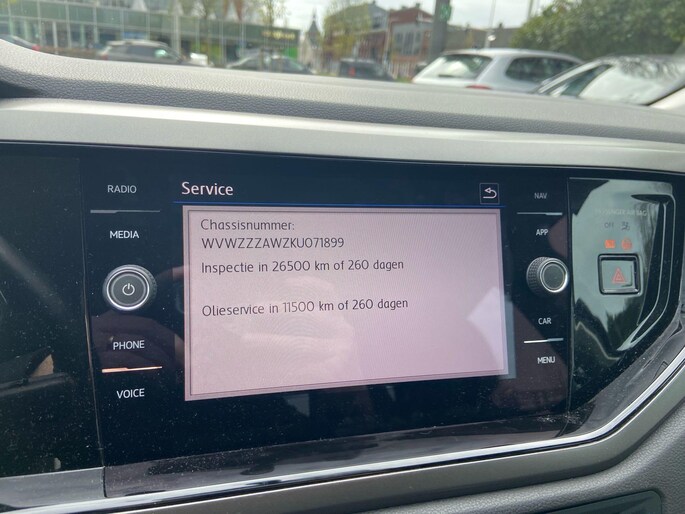 RADIO
MEDIA
PHONE
VOICE
Service
Chassisnummer:
WVWZZZAWZKU071899
Inspectie in 26500 km of 260 dagen
Olieservice in 11500 km of 260 dagen
NAV
APP
CAR
MENU
OFF